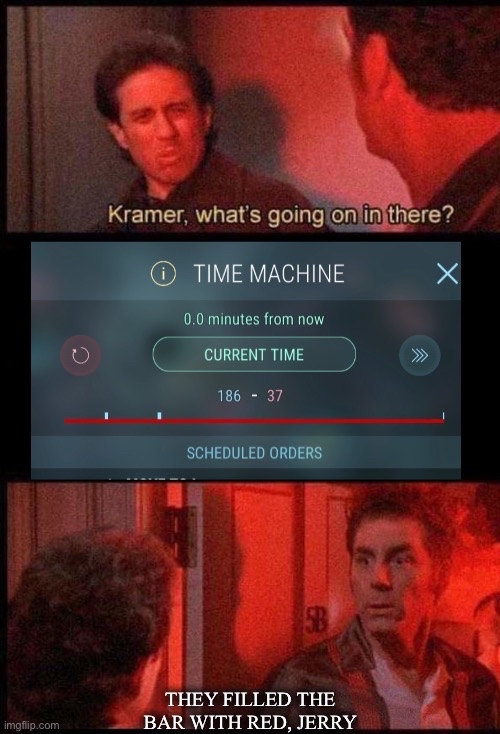 Kramer, what's going on in there?
i TIME MACHINE
0.0 minutes from now
CURRENT TIME
186 - 37
SCHEDULED ORDERS
5B
THEY FILLED THE
BAR WITH RED, JERRY
imgflip.com